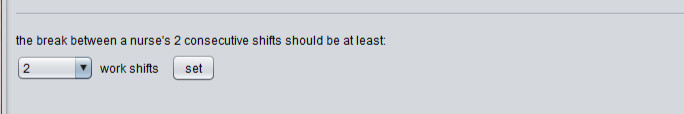 the break between a nurse's 2 consecutive shifts should be at least:
2 work shifts set